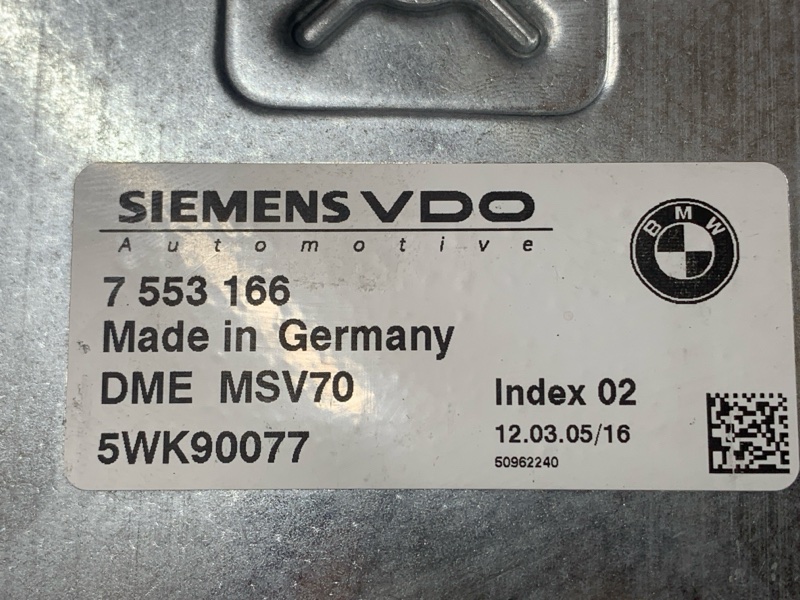 SIEMENS VDO
Automotive
BMW
7 553 166
Made in Germany
DME MSV70
Index 02
5WK90077
12.03.05/16
50962240